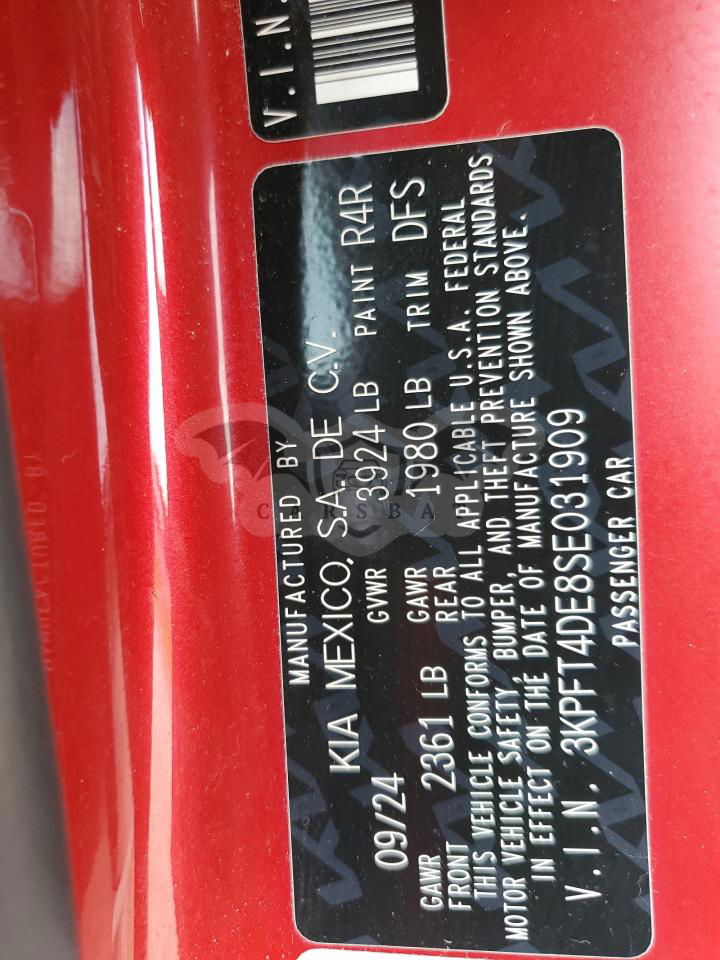 V.I.N.
MANUFACTURED BY
KIA MEXICO, S.A. DE C.V.
09/24 GVWR 3924 LB PAINT R4R
GAWR FRONT 2361 LB GAWR REAR 1980 LB TRIM DFS
THIS VEHICLE CONFORMS TO ALL APPLICABLE U.S.A. FEDERAL
MOTOR VEHICLE SAFETY, BUMPER, AND THEFT PREVENTION STANDARDS
IN EFFECT ON THE DATE OF MANUFACTURE SHOWN ABOVE.
V.I.N. 3KPFT4DE8SE031909
PASSENGER CAR